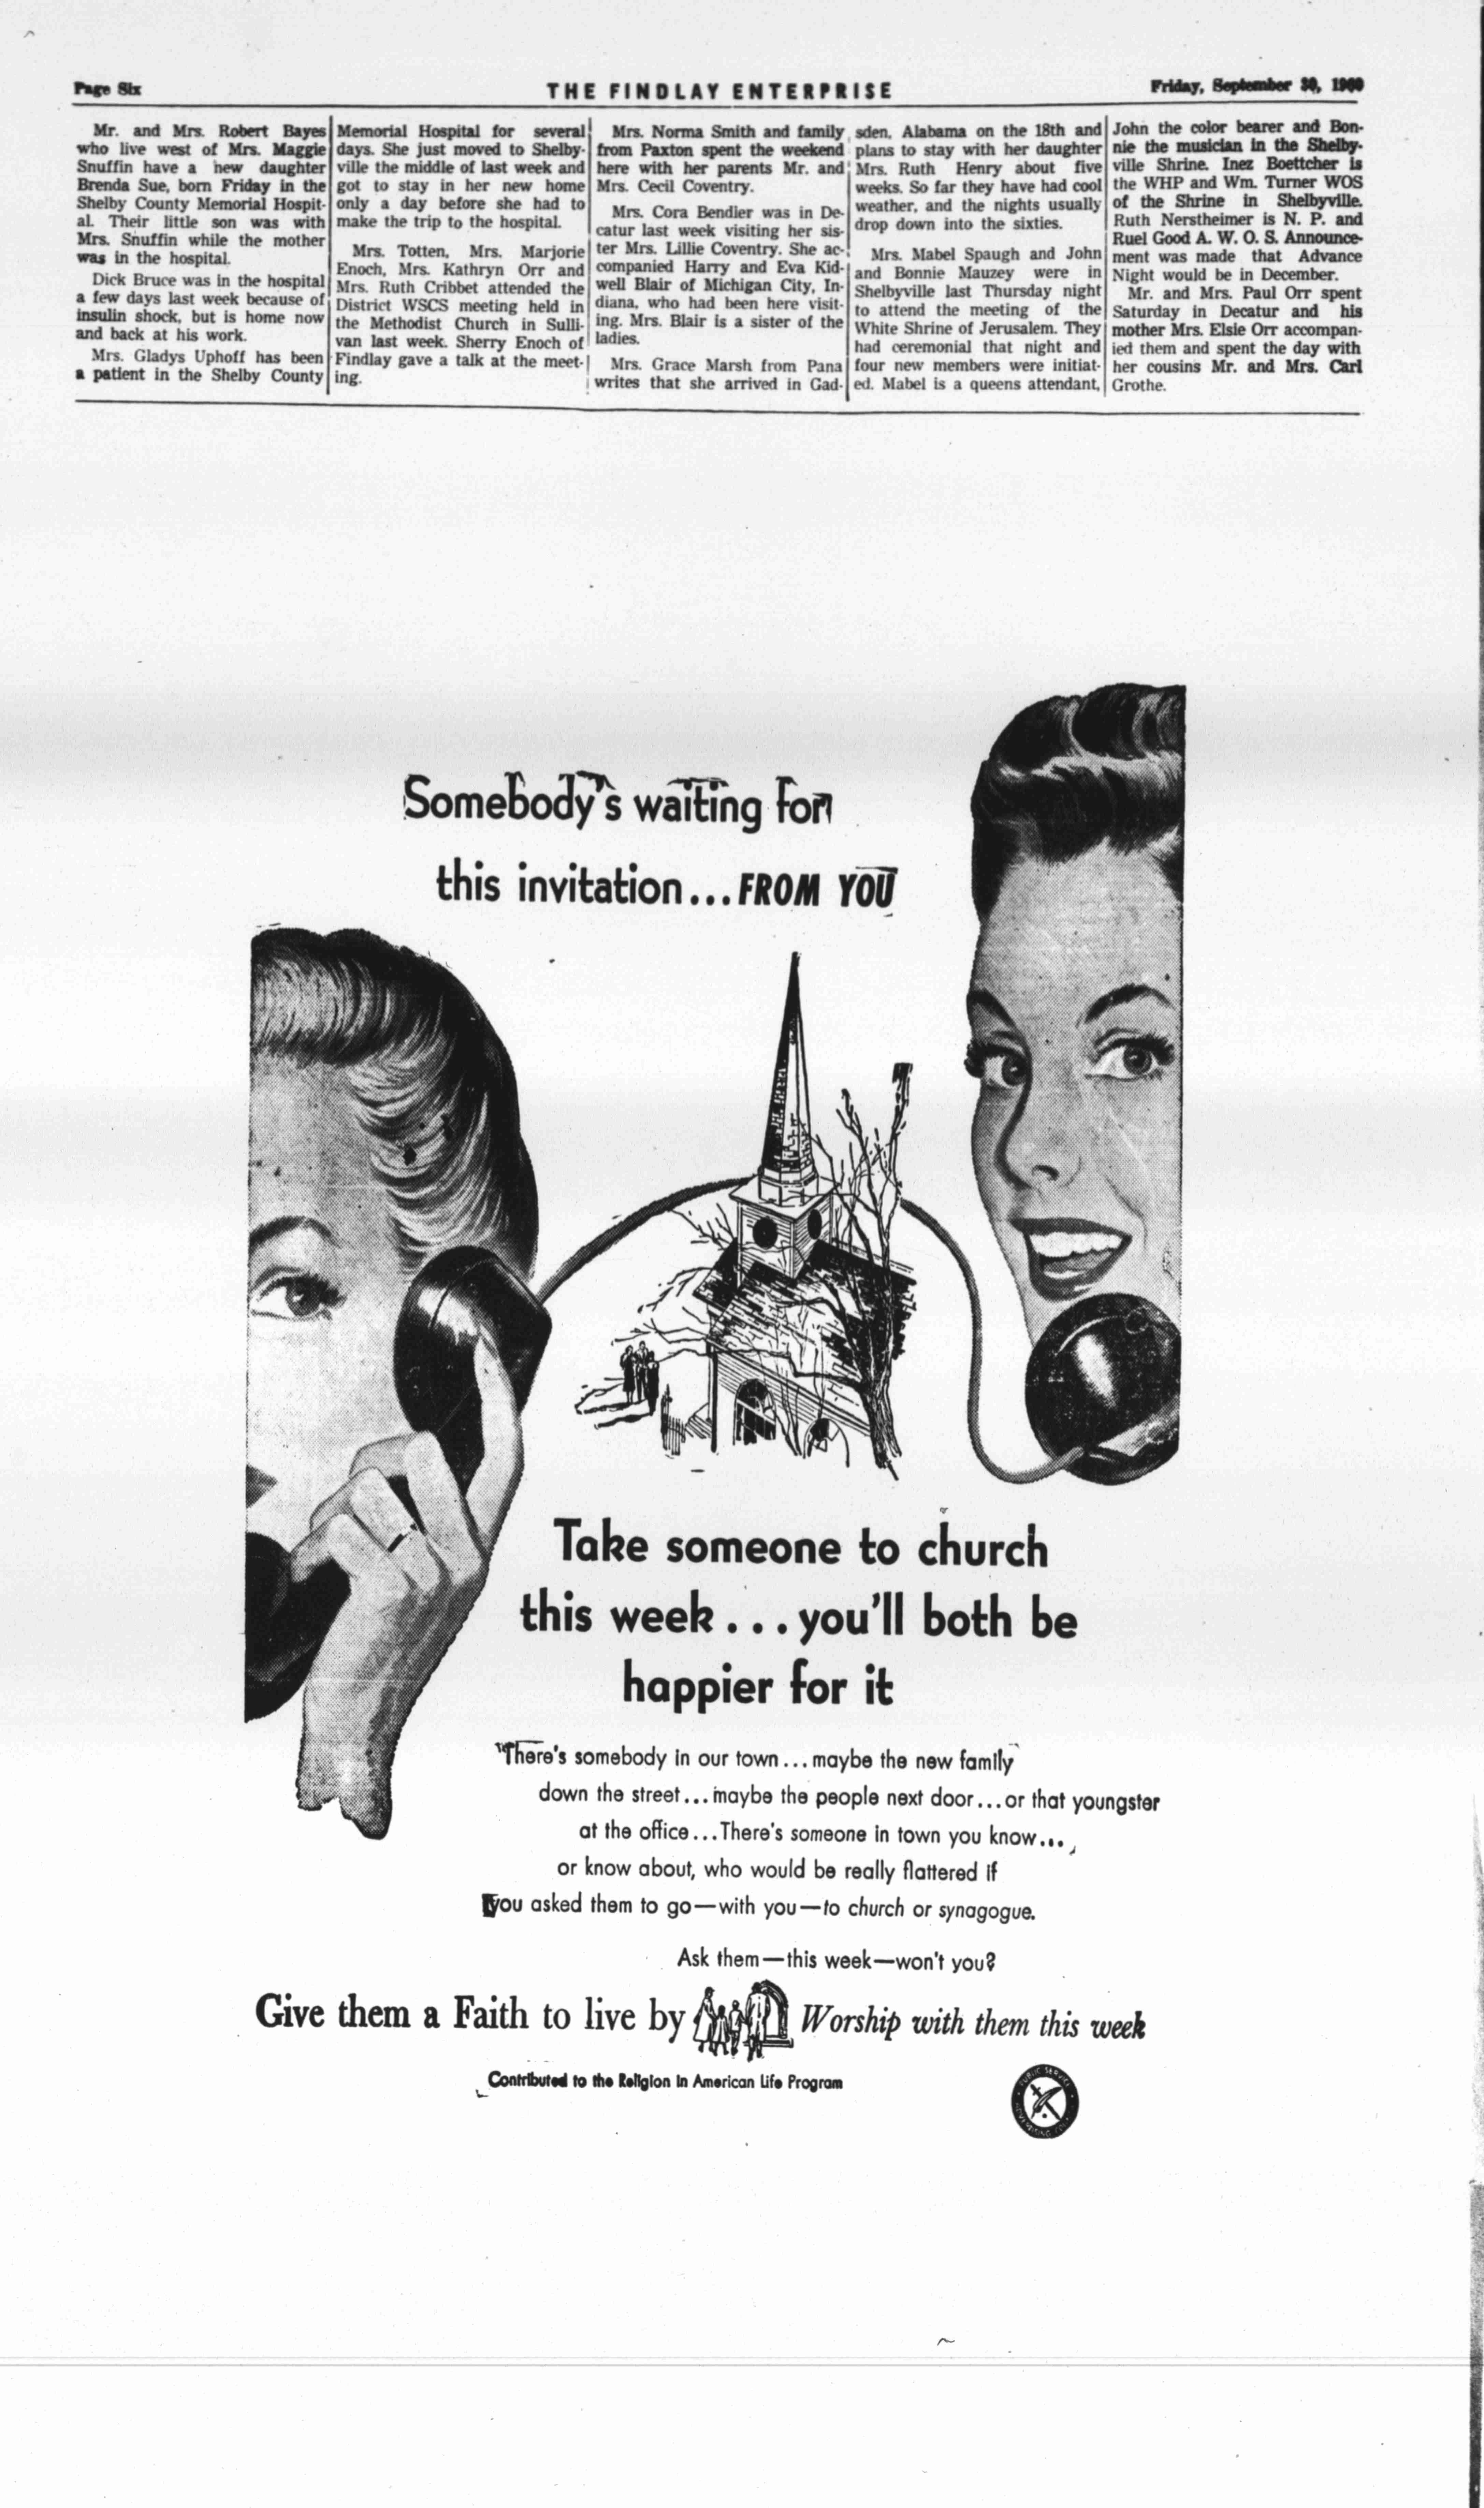 Page Six
THE FINDLAY ENTERPRISE
Friday, September 30, 1960
Mr. and Mrs. Robert Bayes
who live west of Mrs. Maggie
Snuffin have a new daughter
Brenda Sue, born Friday in the
Shelby County Memorial Hospit-
al. Their little son was with
Mrs. Snuffin while the mother
was in the hospital.
Dick Bruce was in the hospital
a few days last week because of
insulin shock, but is home now
and back at his work.
Mrs. Gladys Uphoff has been
a patient in the Shelby County
Memorial Hospital for several
days. She just moved to Shelby-
ville the middle of last week and
got to stay in her new home
only a day before she had to
make the trip to the hospital.
Mrs. Totten, Mrs. Marjorie
Enoch, Mrs. Kathryn Orr and
Mrs. Ruth Cribbet attended the
District WSCS meeting held in
the Methodist Church in Sulli-
van last week. Sherry Enoch of
Findlay gave a talk at the meet-
ing.
Mrs. Norma Smith and family
from Paxton spent the weekend
here with her parents Mr. and
Mrs. Cecil Coventry.
Mrs. Cora Bendler was in De-
catur last week visiting her sis-
ter Mrs. Lillie Coventry. She ac-
companied Harry and Eva Kid-
well Blair of Michigan City, In-
diana, who had been here visit-
ing. Mrs. Blair is a sister of the
ladies.
Mrs. Grace Marsh from Pana
writes that she arrived in Gad-
sden, Alabama on the 18th and
plans to stay with her daughter
Mrs. Ruth Henry about five
weeks. So far they have had cool
weather, and the nights usually
drop down into the sixties.
Mrs. Mabel Spaugh and John
and Bonnie Mauzey were in
Shelbyville last Thursday night
to attend the meeting of the
White Shrine of Jerusalem. They
had ceremonial that night and
four new members were initiat-
ed. Mabel is a queens attendant,
John the color bearer and Bon-
nie the musician in the Shelby-
ville Shrine. Inez Boettcher is
the WHP and Wm. Turner WOS
of the Shrine in Shelbyville.
Ruth Nerstheimer is N. P. and
Ruel Good A. W. O. S. Announce-
ment was made that Advance
Night would be in December.
Mr. and Mrs. Paul Orr spent
Saturday in Decatur and his
mother Mrs. Elsie Orr accompan-
ied them and spent the day with
her cousins Mr. and Mrs. Carl
Grothe.
Somebody's waiting for
this invitation...FROM YOU
Take someone to church
this week...you'll both be
happier for it
There's somebody in our town...maybe the new family
down the street...maybe the people next door...or that youngster
at the office...There's someone in town you know...
or know about, who would be really flattered if
you asked them to go—with you—to church or synagogue.
Ask them—this week—won't you?
Give them a Faith to live by Worship with them this week
Contributed to the Religion In American Life Program